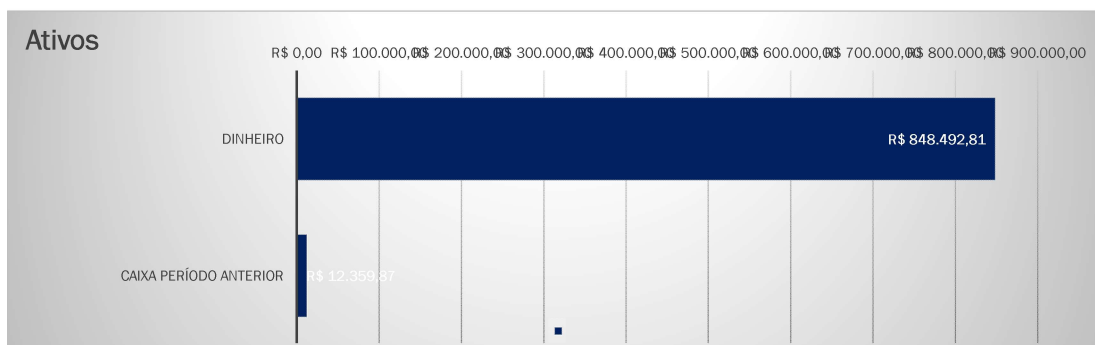 Ativos
R$ 0,00 R$ 100.000,00 R$ 200.000,00 R$ 300.000,00 R$ 400.000,00 R$ 500.000,00 R$ 600.000,00 R$ 700.000,00 R$ 800.000,00 R$ 900.000,00
DINHEIRO R$ 848.492,81
CAIXA PERÍODO ANTERIOR R$ 12.359,87